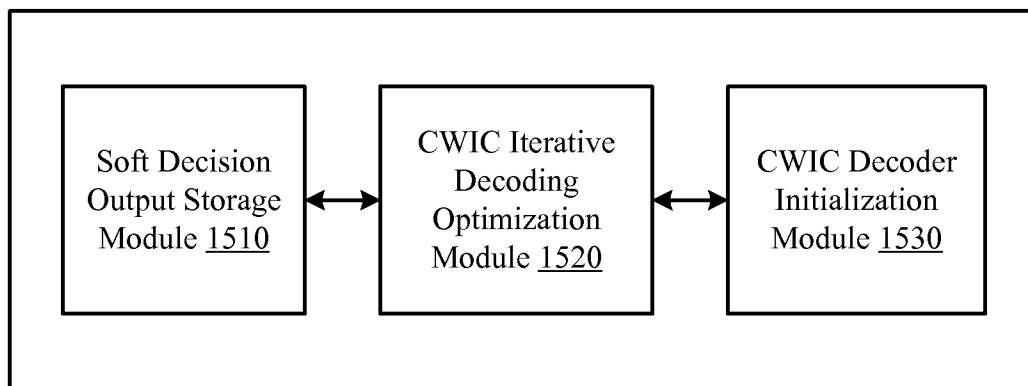 Soft Decision
Output Storage
Module 1510
CWIC Iterative
Decoding
Optimization
Module 1520
CWIC Decoder
Initialization
Module 1530